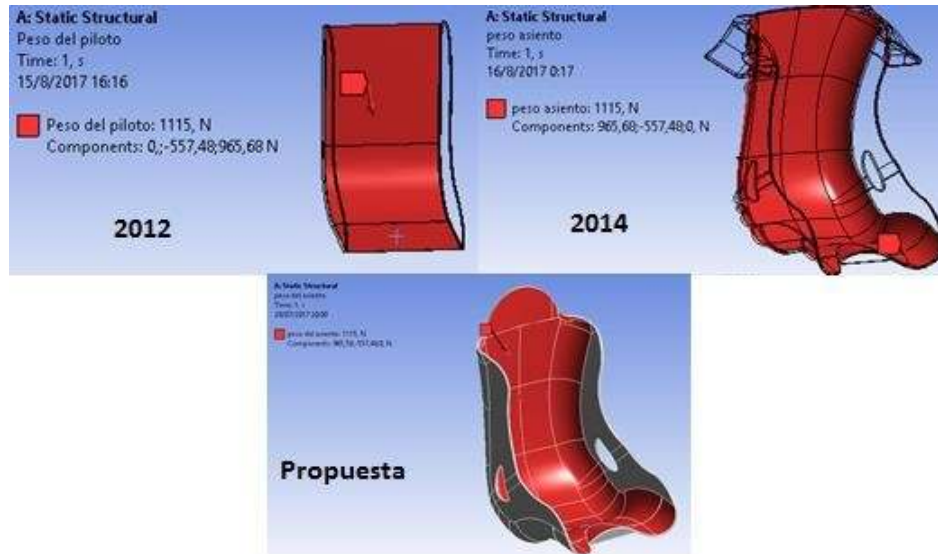 A: Static Structural
Peso del piloto
Time: 1, s
15/8/2017 16:16
Peso del piloto: 1115, N
Components: 0,;-557,48;965,68 N
2012
A: Static Structural
peso asiento
Time: 1, s
16/8/2017 0:17
peso asiento: 1115, N
Components: 965,68;-557,48;0, N
2014
A: Static Structural
peso del asiento
Time: 1, s
peso del asiento: 1115, N
Components:
Propuesta